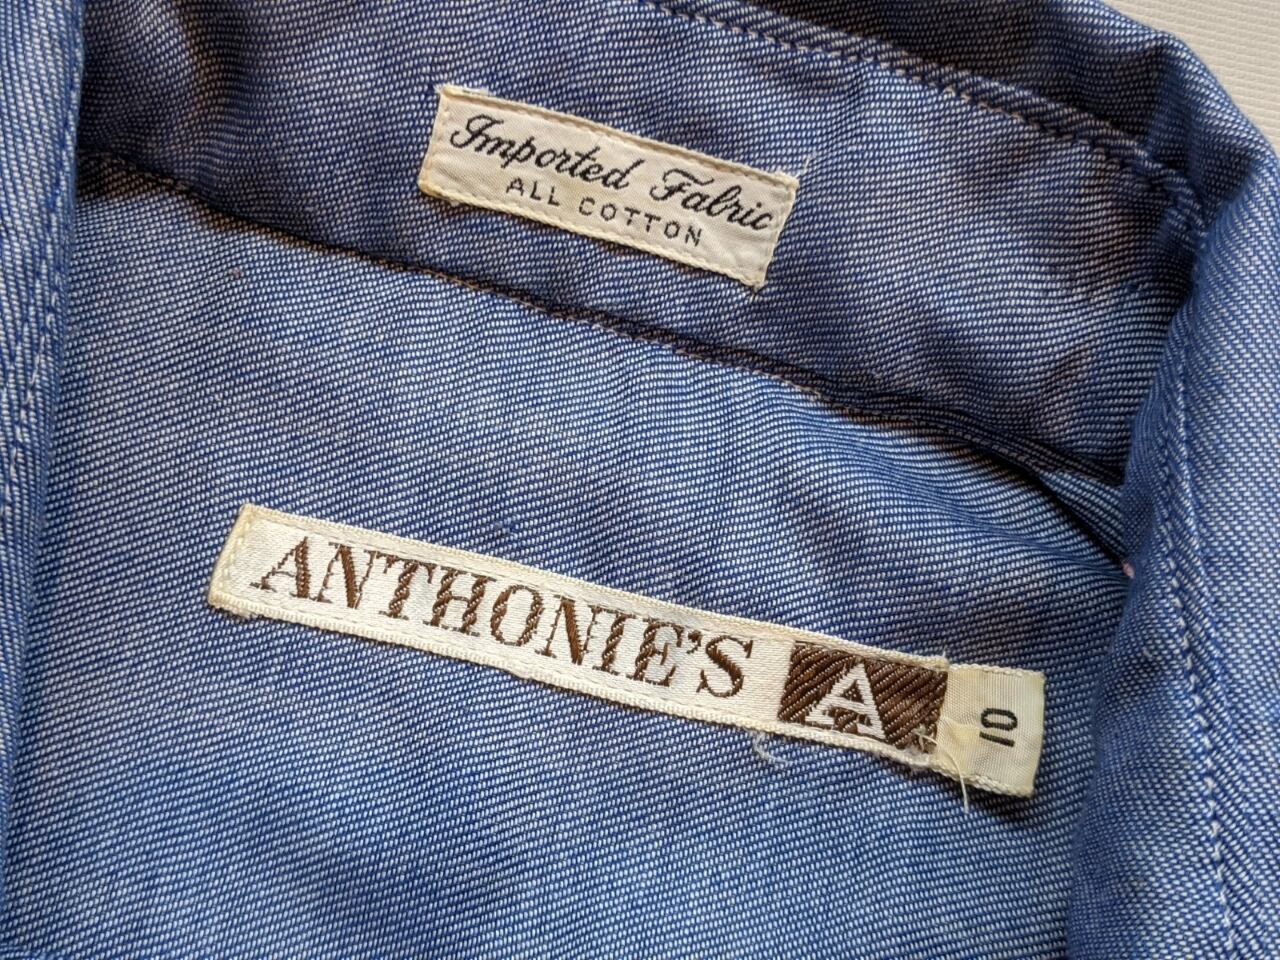 Imported Fabric
ALL COTTON
ANTHONIE'S A 10